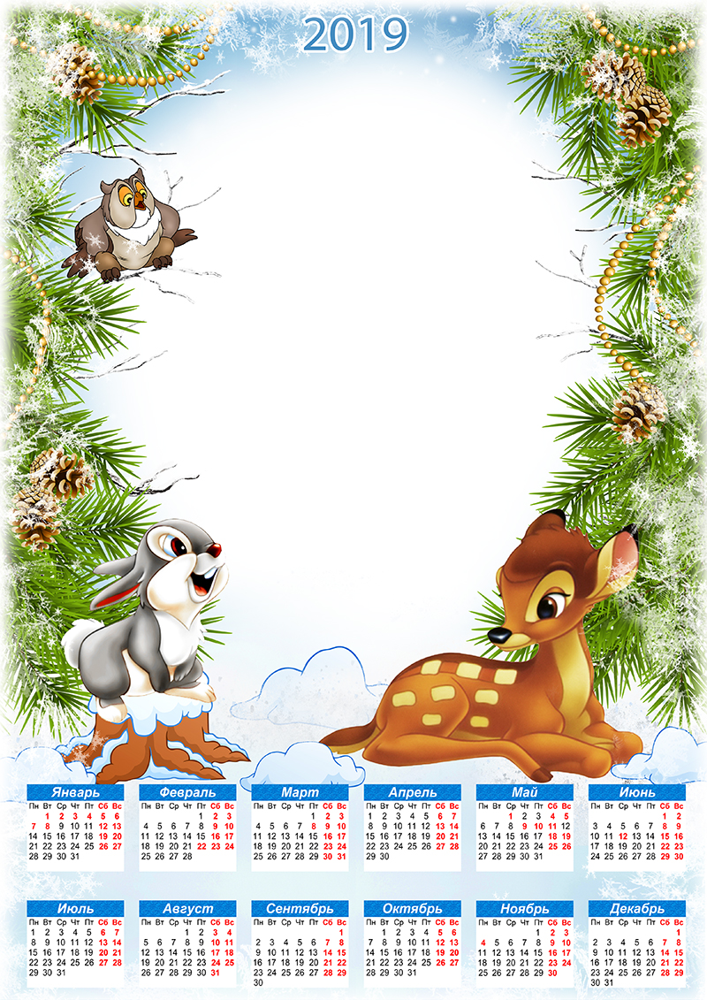 2019
Январь
Пн Вт Ср Чт Пт Сб Вс
1 2 3 4 5 6
7 8 9 10 11 12 13
14 15 16 17 18 19 20
21 22 23 24 25 26 27
28 29 30 31
Февраль
Пн Вт Ср Чт Пт Сб Вс
1 2 3
4 5 6 7 8 9 10
11 12 13 14 15 16 17
18 19 20 21 22 23 24
25 26 27 28
Март
Пн Вт Ср Чт Пт Сб Вс
1 2 3
4 5 6 7 8 9 10
11 12 13 14 15 16 17
18 19 20 21 22 23 24
25 26 27 28 29 30 31
Апрель
Пн Вт Ср Чт Пт Сб Вс
1 2 3 4 5 6 7
8 9 10 11 12 13 14
15 16 17 18 19 20 21
22 23 24 25 26 27 28
29 30
Май
Пн Вт Ср Чт Пт Сб Вс
1 2 3 4 5
6 7 8 9 10 11 12
13 14 15 16 17 18 19
20 21 22 23 24 25 26
27 28 29 30 31
Июнь
Пн Вт Ср Чт Пт Сб Вс
1 2
3 4 5 6 7 8 9
10 11 12 13 14 15 16
17 18 19 20 21 22 23
24 25 26 27 28 29 30
Июль
Пн Вт Ср Чт Пт Сб Вс
1 2 3 4 5 6 7
8 9 10 11 12 13 14
15 16 17 18 19 20 21
22 23 24 25 26 27 28
29 30 31
Август
Пн Вт Ср Чт Пт Сб Вс
1 2 3 4
5 6 7 8 9 10 11
12 13 14 15 16 17 18
19 20 21 22 23 24 25
26 27 28 29 30 31
Сентябрь
Пн Вт Ср Чт Пт Сб Вс
1
2 3 4 5 6 7 8
9 10 11 12 13 14 15
16 17 18 19 20 21 22
23 24 25 26 27 28 29
30
Октябрь
Пн Вт Ср Чт Пт Сб Вс
1 2 3 4 5 6
7 8 9 10 11 12 13
14 15 16 17 18 19 20
21 22 23 24 25 26 27
28 29 30 31
Ноябрь
Пн Вт Ср Чт Пт Сб Вс
1 2 3
4 5 6 7 8 9 10
11 12 13 14 15 16 17
18 19 20 21 22 23 24
25 26 27 28 29 30
Декабрь
Пн Вт Ср Чт Пт Сб Вс
1
2 3 4 5 6 7 8
9 10 11 12 13 14 15
16 17 18 19 20 21 22
23 24 25 26 27 28 29
30 31